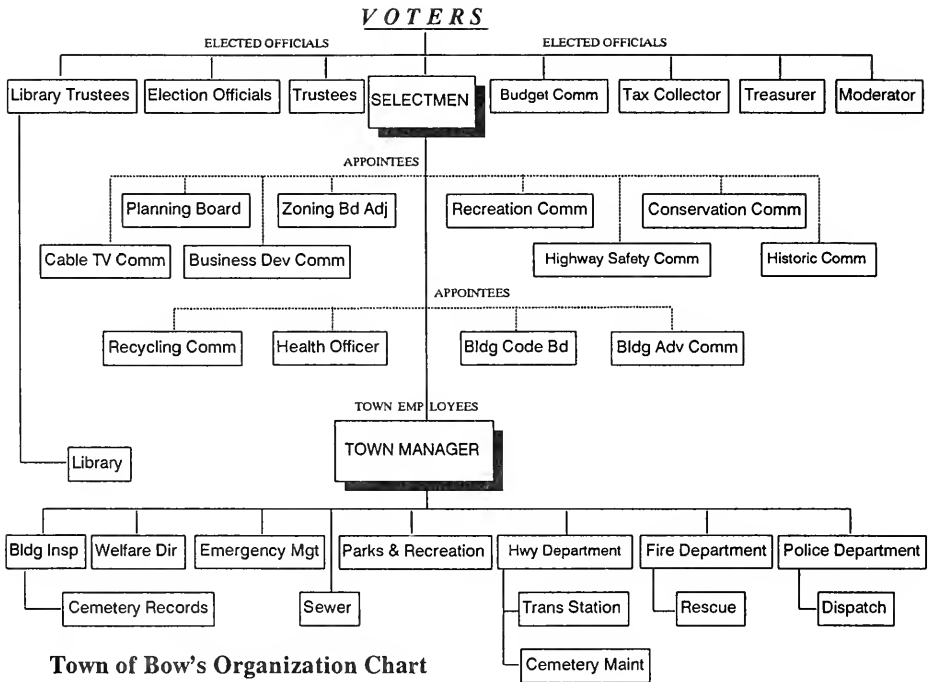 VOTERS
ELECTED OFFICIALS ELECTED OFFICIALS
Library Trustees Election Officials Trustees SELECTMEN Budget Comm Tax Collector Treasurer Moderator
APPOINTEES
Planning Board Zoning Bd Adj Recreation Comm Conservation Comm
Cable TV Comm Business Dev Comm Highway Safety Comm Historic Comm
APPOINTEES
Recycling Comm Health Officer Bldg Code Bd Bldg Adv Comm
TOWN EMPLOYEES
TOWN MANAGER
Library
Bldg Insp Welfare Dir Emergency Mgt Parks & Recreation Hwy Department Fire Department Police Department
Cemetery Records Sewer Trans Station Rescue Dispatch
Cemetery Maint
Town of Bow's Organization Chart